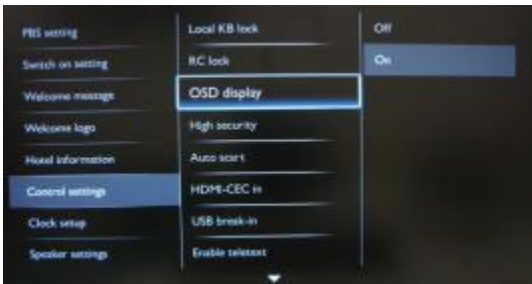 PBS setting
Switch on setting
Welcome message
Welcome logo
Hotel information
Control settings
Clock setup
Speaker settings
Local KB lock
RC lock
OSD display
High security
Auto scart
HDMI-CEC in
USB break-in
Enable teletext
Off
On